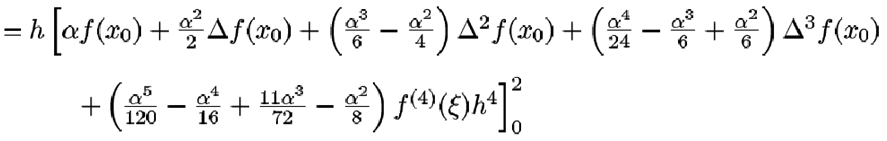 = h [ αf(x₀) + α²/2 Δf(x₀) + ( α³/6 − α²/4 ) Δ²f(x₀) + ( α⁴/24 − α³/6 + α²/6 ) Δ³f(x₀)
+ ( α⁵/120 − α⁴/16 + 11α³/72 − α²/8 ) f⁽⁴⁾(ξ)h⁴ ]₀²